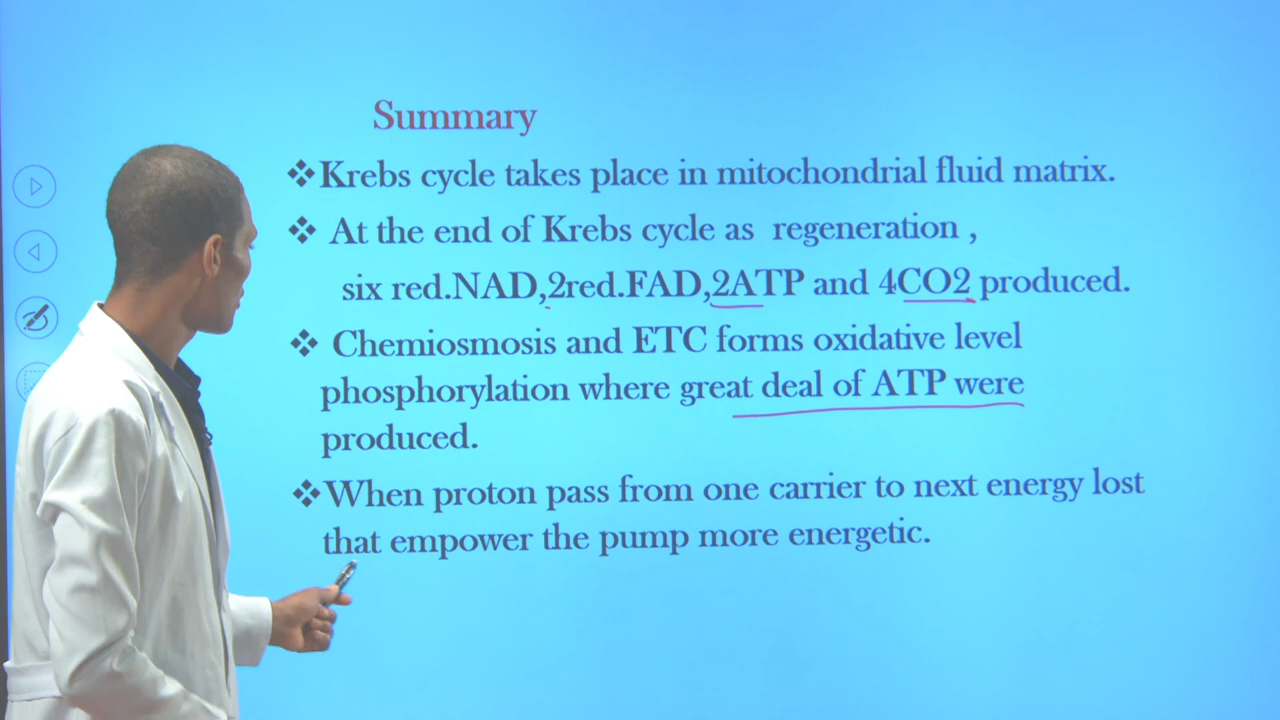 Summary
❖Krebs cycle takes place in mitochondrial fluid matrix.
❖ At the end of Krebs cycle as regeneration ,
six red.NAD,2red.FAD,2ATP and 4CO2 produced.
❖ Chemiosmosis and ETC forms oxidative level
phosphorylation where great deal of ATP were
produced.
❖When proton pass from one carrier to next energy lost
that empower the pump more energetic.